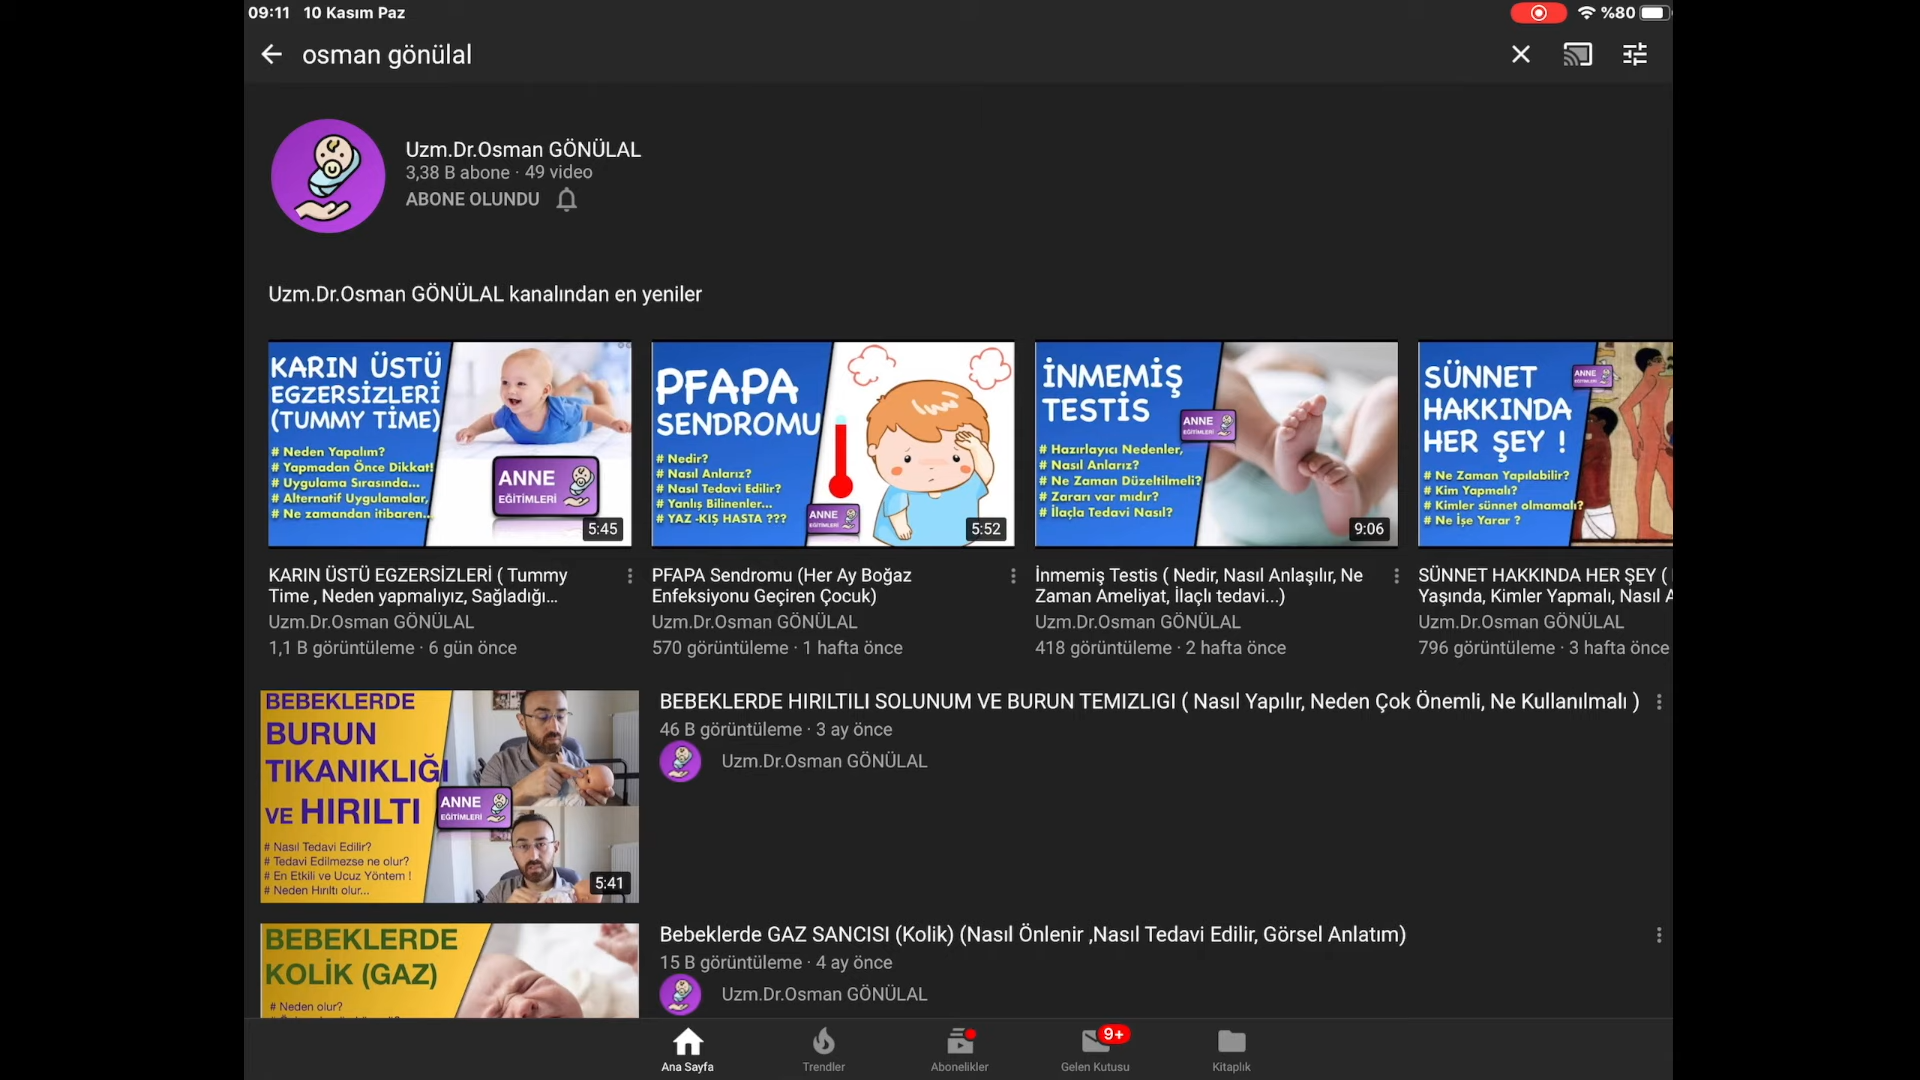 09:11 10 Kasım Paz
%80
osman gönülal
Uzm.Dr.Osman GÖNÜLAL
3,38 B abone · 49 video
ABONE OLUNDU
Uzm.Dr.Osman GÖNÜLAL kanalından en yeniler
KARIN ÜSTÜ
EGZERSİZLERİ
(TUMMY TİME)
# Neden Yapalım?
# Yapmadan Önce Dikkat!
# Uygulama Sırasında...
# Alternatif Uygulamalar,
# Ne zamandan itibaren...
ANNE
EĞİTİMLERİ
5:45
KARIN ÜSTÜ EGZERSİZLERİ ( Tummy
Time , Neden yapmalıyız, Sağladığı...
Uzm.Dr.Osman GÖNÜLAL
1,1 B görüntüleme · 6 gün önce
PFAPA
SENDROMU
# Nedir?
# Nasıl Anlarız?
# Nasıl Tedavi Edilir?
# Yanlış Bilinenler...
# YAZ -KIŞ HASTA ???
ANNE
EĞİTİMLERİ
5:52
PFAPA Sendromu (Her Ay Boğaz
Enfeksiyonu Geçiren Çocuk)
Uzm.Dr.Osman GÖNÜLAL
570 görüntüleme · 1 hafta önce
İNMEMİŞ
TESTİS
# Hazırlayıcı Nedenler,
# Nasıl Anlarız?
# Ne Zaman Düzeltilmeli?
# Zararı var mıdır?
# İlaçla Tedavi Nasıl?
ANNE
EĞİTİMLERİ
9:06
İnmemiş Testis ( Nedir, Nasıl Anlaşılır, Ne
Zaman Ameliyat, İlaçlı tedavi...)
Uzm.Dr.Osman GÖNÜLAL
418 görüntüleme · 2 hafta önce
SÜNNET
HAKKINDA
HER ŞEY !
# Ne Zaman Yapılabilir?
# Kim Yapmalı?
# Kimler sünnet olmamalı?
# Ne İşe Yarar ?
ANNE
EĞİTİMLERİ
SÜNNET HAKKINDA HER ŞEY (
Yaşında, Kimler Yapmalı, Nasıl A
Uzm.Dr.Osman GÖNÜLAL
796 görüntüleme · 3 hafta önce
BEBEKLERDE
BURUN
TIKANIKLIĞI
VE HIRILTI
# Nasıl Tedavi Edilir?
# Tedavi Edilmezse ne olur?
# En Etkili ve Ucuz Yöntem !
# Neden Hırıltı olur...
ANNE
EĞİTİMLERİ
5:41
BEBEKLERDE HIRILTILI SOLUNUM VE BURUN TEMIZLIGI ( Nasıl Yapılır, Neden Çok Önemli, Ne Kullanılmalı )
46 B görüntüleme · 3 ay önce
Uzm.Dr.Osman GÖNÜLAL
BEBEKLERDE
KOLİK (GAZ)
# Neden olur?
Bebeklerde GAZ SANCISI (Kolik) (Nasıl Önlenir ,Nasıl Tedavi Edilir, Görsel Anlatım)
15 B görüntüleme · 4 ay önce
Uzm.Dr.Osman GÖNÜLAL
9+
Ana Sayfa
Trendler
Abonelikler
Gelen Kutusu
Kitaplık